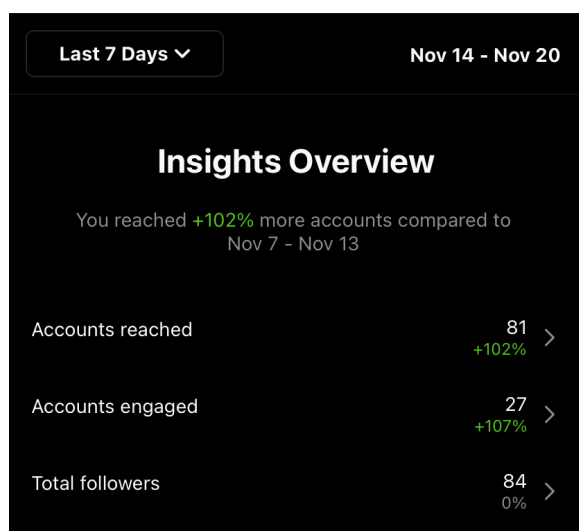 Last 7 Days
Nov 14 - Nov 20
Insights Overview
You reached +102% more accounts compared to
Nov 7 - Nov 13
Accounts reached
81
+102%
Accounts engaged
27
+107%
Total followers
84
0%